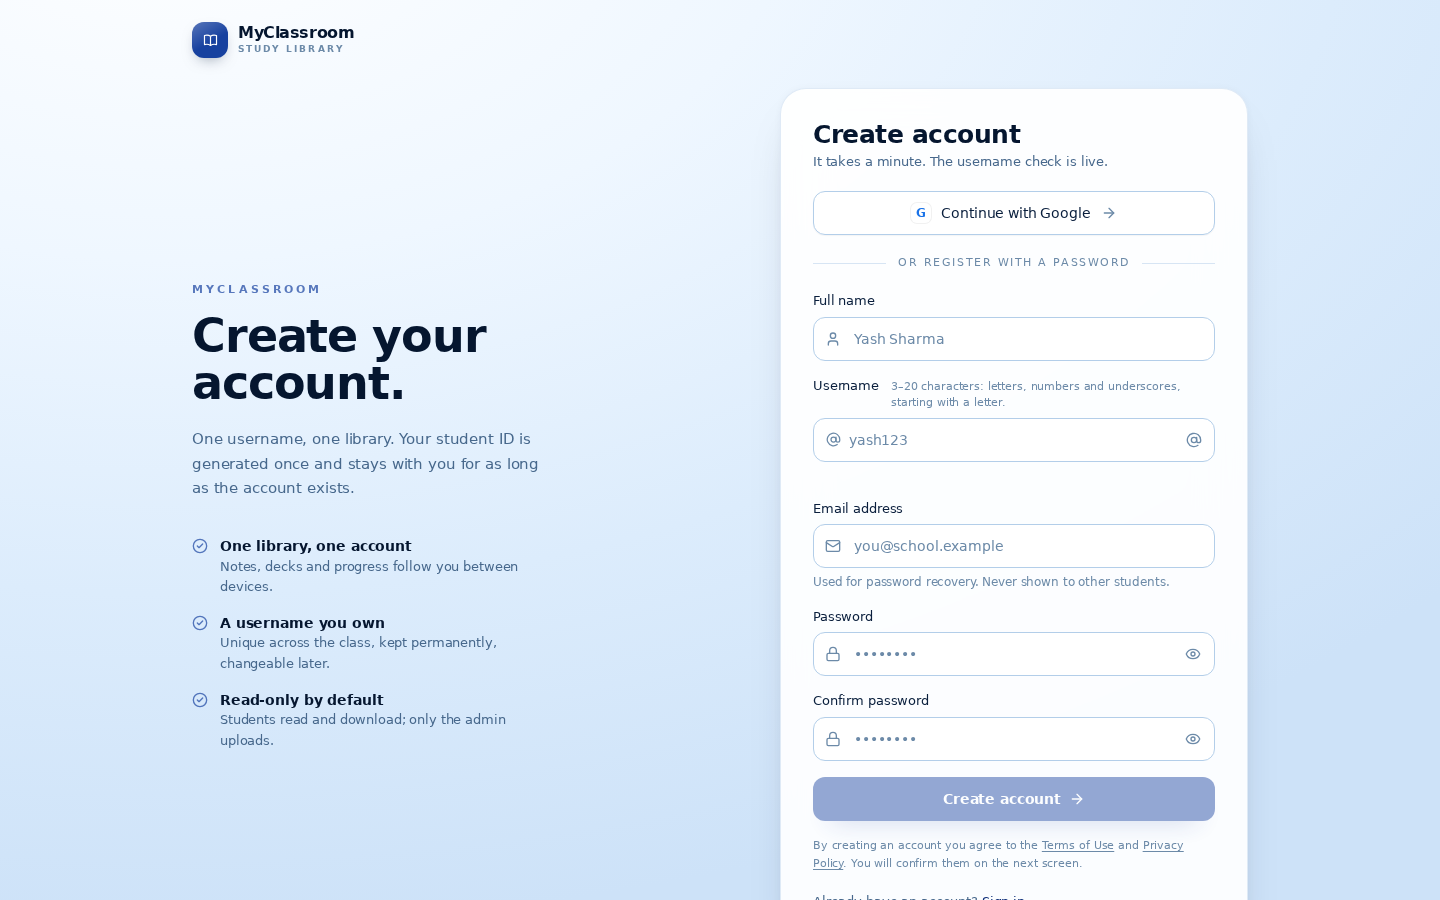 MyClassroom
STUDY LIBRARY
MYCLASSROOM
Create your
account.
One username, one library. Your student ID is
generated once and stays with you for as long
as the account exists.
One library, one account
Notes, decks and progress follow you between
devices.
A username you own
Unique across the class, kept permanently,
changeable later.
Read-only by default
Students read and download; only the admin
uploads.
Create account
It takes a minute. The username check is live.
G Continue with Google
OR REGISTER WITH A PASSWORD
Full name
Yash Sharma
Username 3–20 characters: letters, numbers and underscores,
starting with a letter.
@ yash123 @
Email address
you@school.example
Used for password recovery. Never shown to other students.
Password
••••••••
Confirm password
••••••••
Create account
By creating an account you agree to the Terms of Use and Privacy
Policy. You will confirm them on the next screen.
Already have an account? Sign in